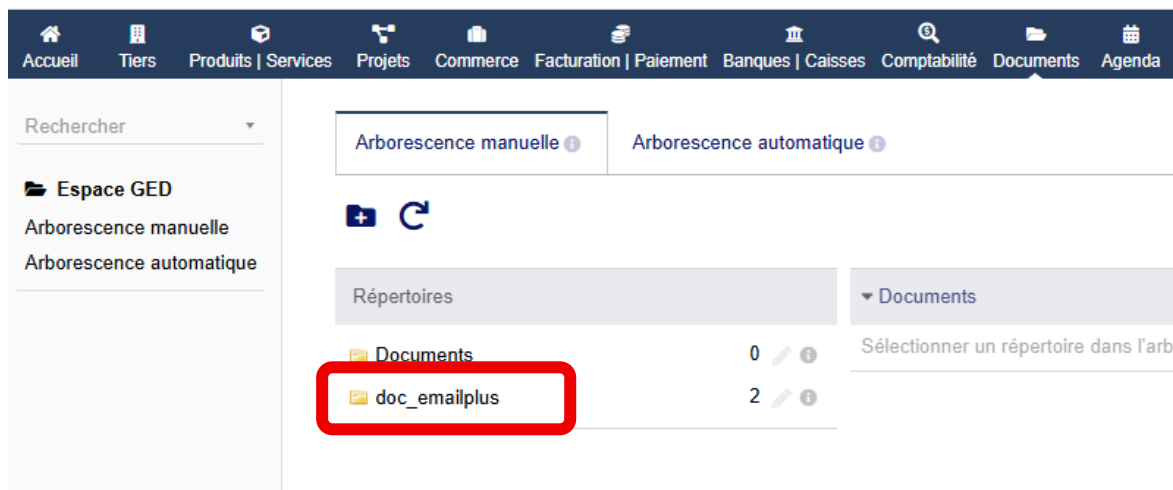 Accueil Tiers Produits | Services Projets Commerce Facturation | Paiement Banques | Caisses Comptabilité Documents Agenda
Rechercher
Arborescence manuelle Arborescence automatique
Espace GED
Arborescence manuelle
Arborescence automatique
Répertoires
Documents 0
doc_emailplus 2
Documents
Sélectionner un répertoire dans l'arb